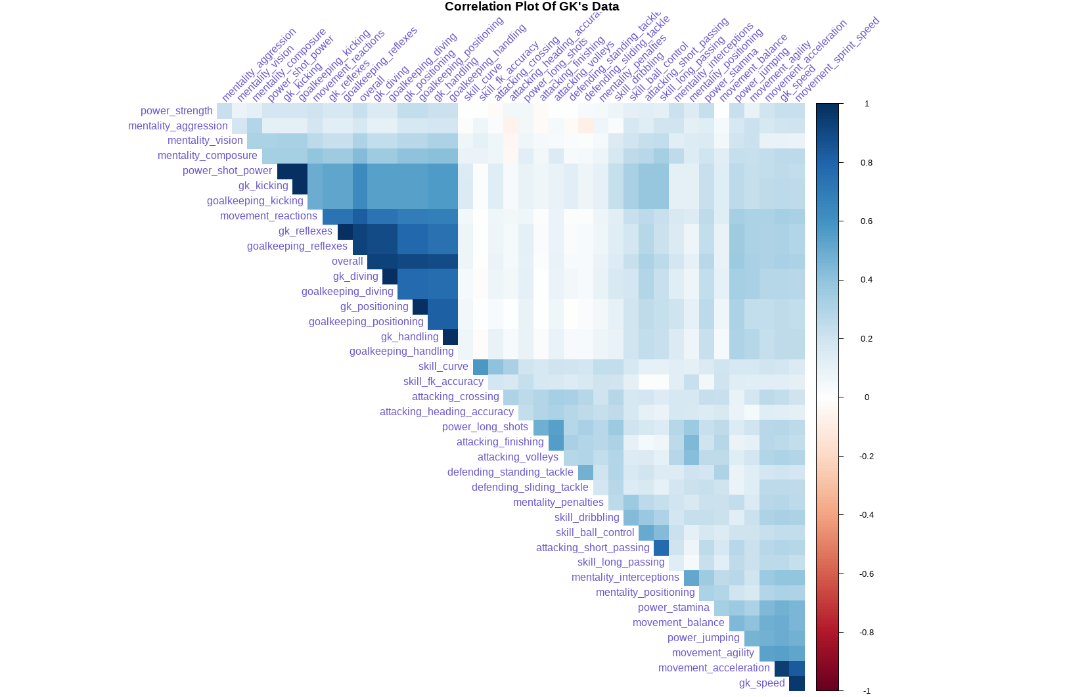 Correlation Plot Of GK's Data
mentality_aggression
mentality_vision
mentality_composure
power_shot_power
gk_kicking
goalkeeping_kicking
movement_reactions
gk_reflexes
goalkeeping_reflexes
overall
gk_diving
goalkeeping_diving
gk_positioning
goalkeeping_positioning
gk_handling
goalkeeping_handling
skill_curve
skill_fk_accuracy
attacking_crossing
attacking_heading_accura
power_long_shots
attacking_finishing
attacking_volleys
defending_standing_tackle
defending_sliding_tackle
mentality_penalties
skill_dribbling
skill_ball_control
attacking_short_passing
skill_long_passing
mentality_interceptions
mentality_positioning
power_stamina
movement_balance
power_jumping
movement_agility
movement_acceleration
gk_speed
movement_sprint_speed
power_strength
mentality_aggression
mentality_vision
mentality_composure
power_shot_power
gk_kicking
goalkeeping_kicking
movement_reactions
gk_reflexes
goalkeeping_reflexes
overall
gk_diving
goalkeeping_diving
gk_positioning
goalkeeping_positioning
gk_handling
goalkeeping_handling
skill_curve
skill_fk_accuracy
attacking_crossing
attacking_heading_accuracy
power_long_shots
attacking_finishing
attacking_volleys
defending_standing_tackle
defending_sliding_tackle
mentality_penalties
skill_dribbling
skill_ball_control
attacking_short_passing
skill_long_passing
mentality_interceptions
mentality_positioning
power_stamina
movement_balance
power_jumping
movement_agility
movement_acceleration
gk_speed
1
0.8
0.6
0.4
0.2
0
-0.2
-0.4
-0.6
-0.8
-1